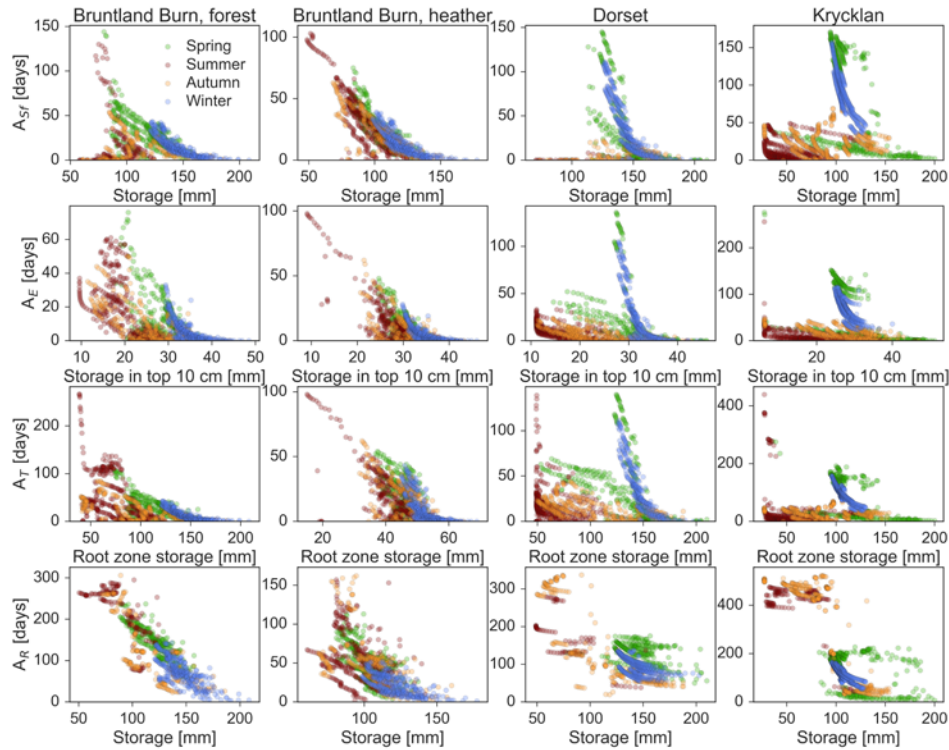 Bruntland Burn, forest Bruntland Burn, heather Dorset Krycklan
A_Sf [days]
150 100 50 0
Spring
Summer
Autumn
Winter
50 100 150 200
100 50 0
50 100 150
150 100 50 0
50 100 150 200
150 100 50 0
50 100 150 200
Storage [mm] Storage [mm] Storage [mm] Storage [mm]
A_E [days]
60 40 20 0
10 20 30 40 50
100 50 0
10 20 30 40
100 50 0
20 30 40
200 100 0
20 40
Storage in top 10 cm [mm] Storage in top 10 cm [mm] Storage in top 10 cm [mm] Storage in top 10 cm [mm]
A_T [days]
200 100 0
50 100 150 200
100 50 0
20 40 60
100 50 0
50 100 150 200
400 200 0
50 100 150 200
Root zone storage [mm] Root zone storage [mm] Root zone storage [mm] Root zone storage [mm]
A_R [days]
300 200 100 0
50 100 150 200
150 100 50 0
100 150
300 200 100 0
50 100 150 200
400 200 0
50 100 150 200
Storage [mm] Storage [mm] Storage [mm] Storage [mm]